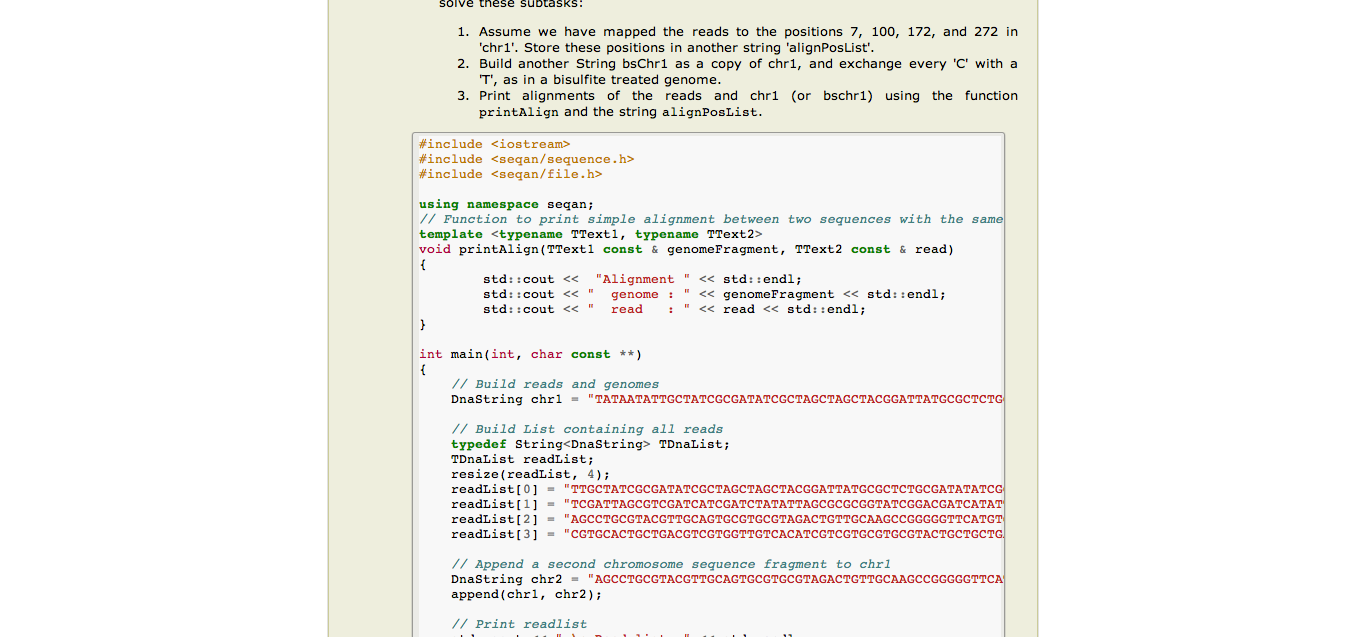 solve these subtasks:
1. Assume we have mapped the reads to the positions 7, 100, 172, and 272 in
'chr1'. Store these positions in another string 'alignPosList'.
2. Build another String bsChr1 as a copy of chr1, and exchange every 'C' with a
'T', as in a bisulfite treated genome.
3. Print alignments of the reads and chr1 (or bschr1) using the function
printAlign and the string alignPosList.
#include <iostream>
#include <seqan/sequence.h>
#include <seqan/file.h>
using namespace seqan;
// Function to print simple alignment between two sequences with the same
template <typename TText1, typename TText2>
void printAlign(TText1 const & genomeFragment, TText2 const & read)
{
std::cout << "Alignment " << std::endl;
std::cout << " genome : " << genomeFragment << std::endl;
std::cout << " read : " << read << std::endl;
}
int main(int, char const **)
{
// Build reads and genomes
DnaString chr1 = "TATAATATTGCTATCGCGATATCGCTAGCTAGCTACGGATTATGCGCTCTG
// Build List containing all reads
typedef String<DnaString> TDnaList;
TDnaList readList;
resize(readList, 4);
readList[0] = "TTGCTATCGCGATATCGCTAGCTAGCTACGGATTATGCGCTCTGCGATATATCG
readList[1] = "TCGATTAGCGTCGATCATCGATCTATATTAGCGCGCGGTATCGGACGATCATAT
readList[2] = "AGCCTGCGTACGTTGCAGTGCGTGCGTAGACTGTTGCAAGCCGGGGGTTCATGT
readList[3] = "CGTGCACTGCTGACGTCGTGGTTGTCACATCGTCGTGCGTGCGTACTGCTGCTG
// Append a second chromosome sequence fragment to chr1
DnaString chr2 = "AGCCTGCGTACGTTGCAGTGCGTGCGTAGACTGTTGCAAGCCGGGGGTTCA
append(chr1, chr2);
// Print readlist